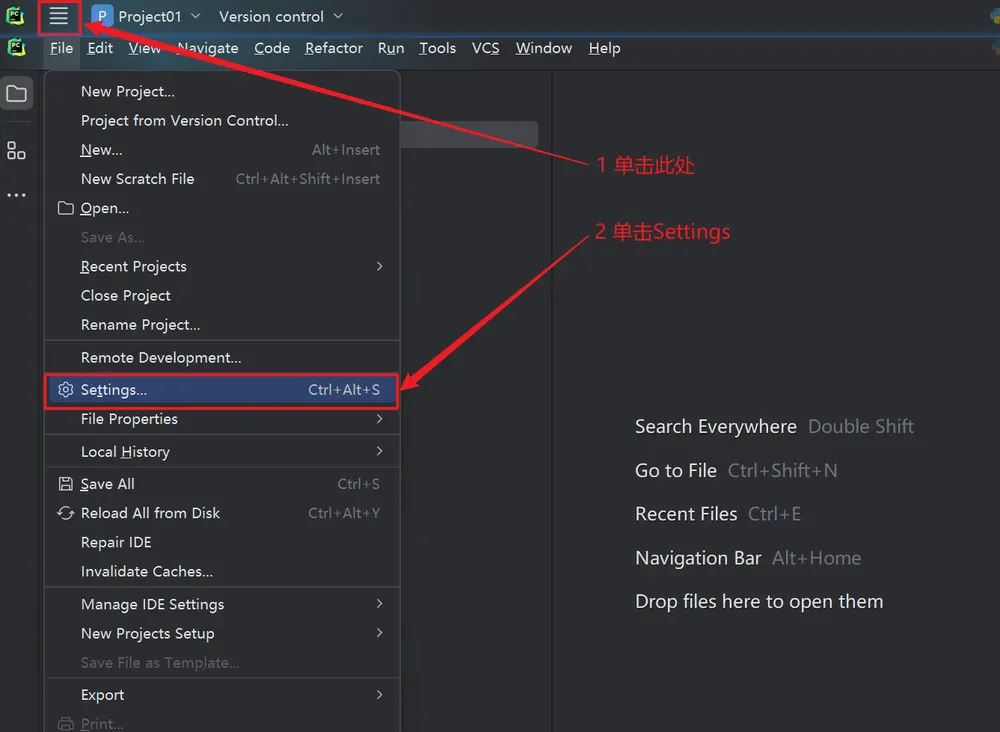 PC P Project01 Version control
PC File Edit View Navigate Code Refactor Run Tools VCS Window Help
New Project...
Project from Version Control...
New... Alt+Insert
1 单击此处
New Scratch File Ctrl+Alt+Shift+Insert
Open...
2 单击Settings
Save As...
Recent Projects
Close Project
Rename Project...
Remote Development...
Settings... Ctrl+Alt+S
File Properties
Search Everywhere Double Shift
Local History
Go to File Ctrl+Shift+N
Save All Ctrl+S
Reload All from Disk Ctrl+Alt+Y
Recent Files Ctrl+E
Repair IDE
Navigation Bar Alt+Home
Invalidate Caches...
Manage IDE Settings
Drop files here to open them
New Projects Setup
Save File as Template...
Export
Print...